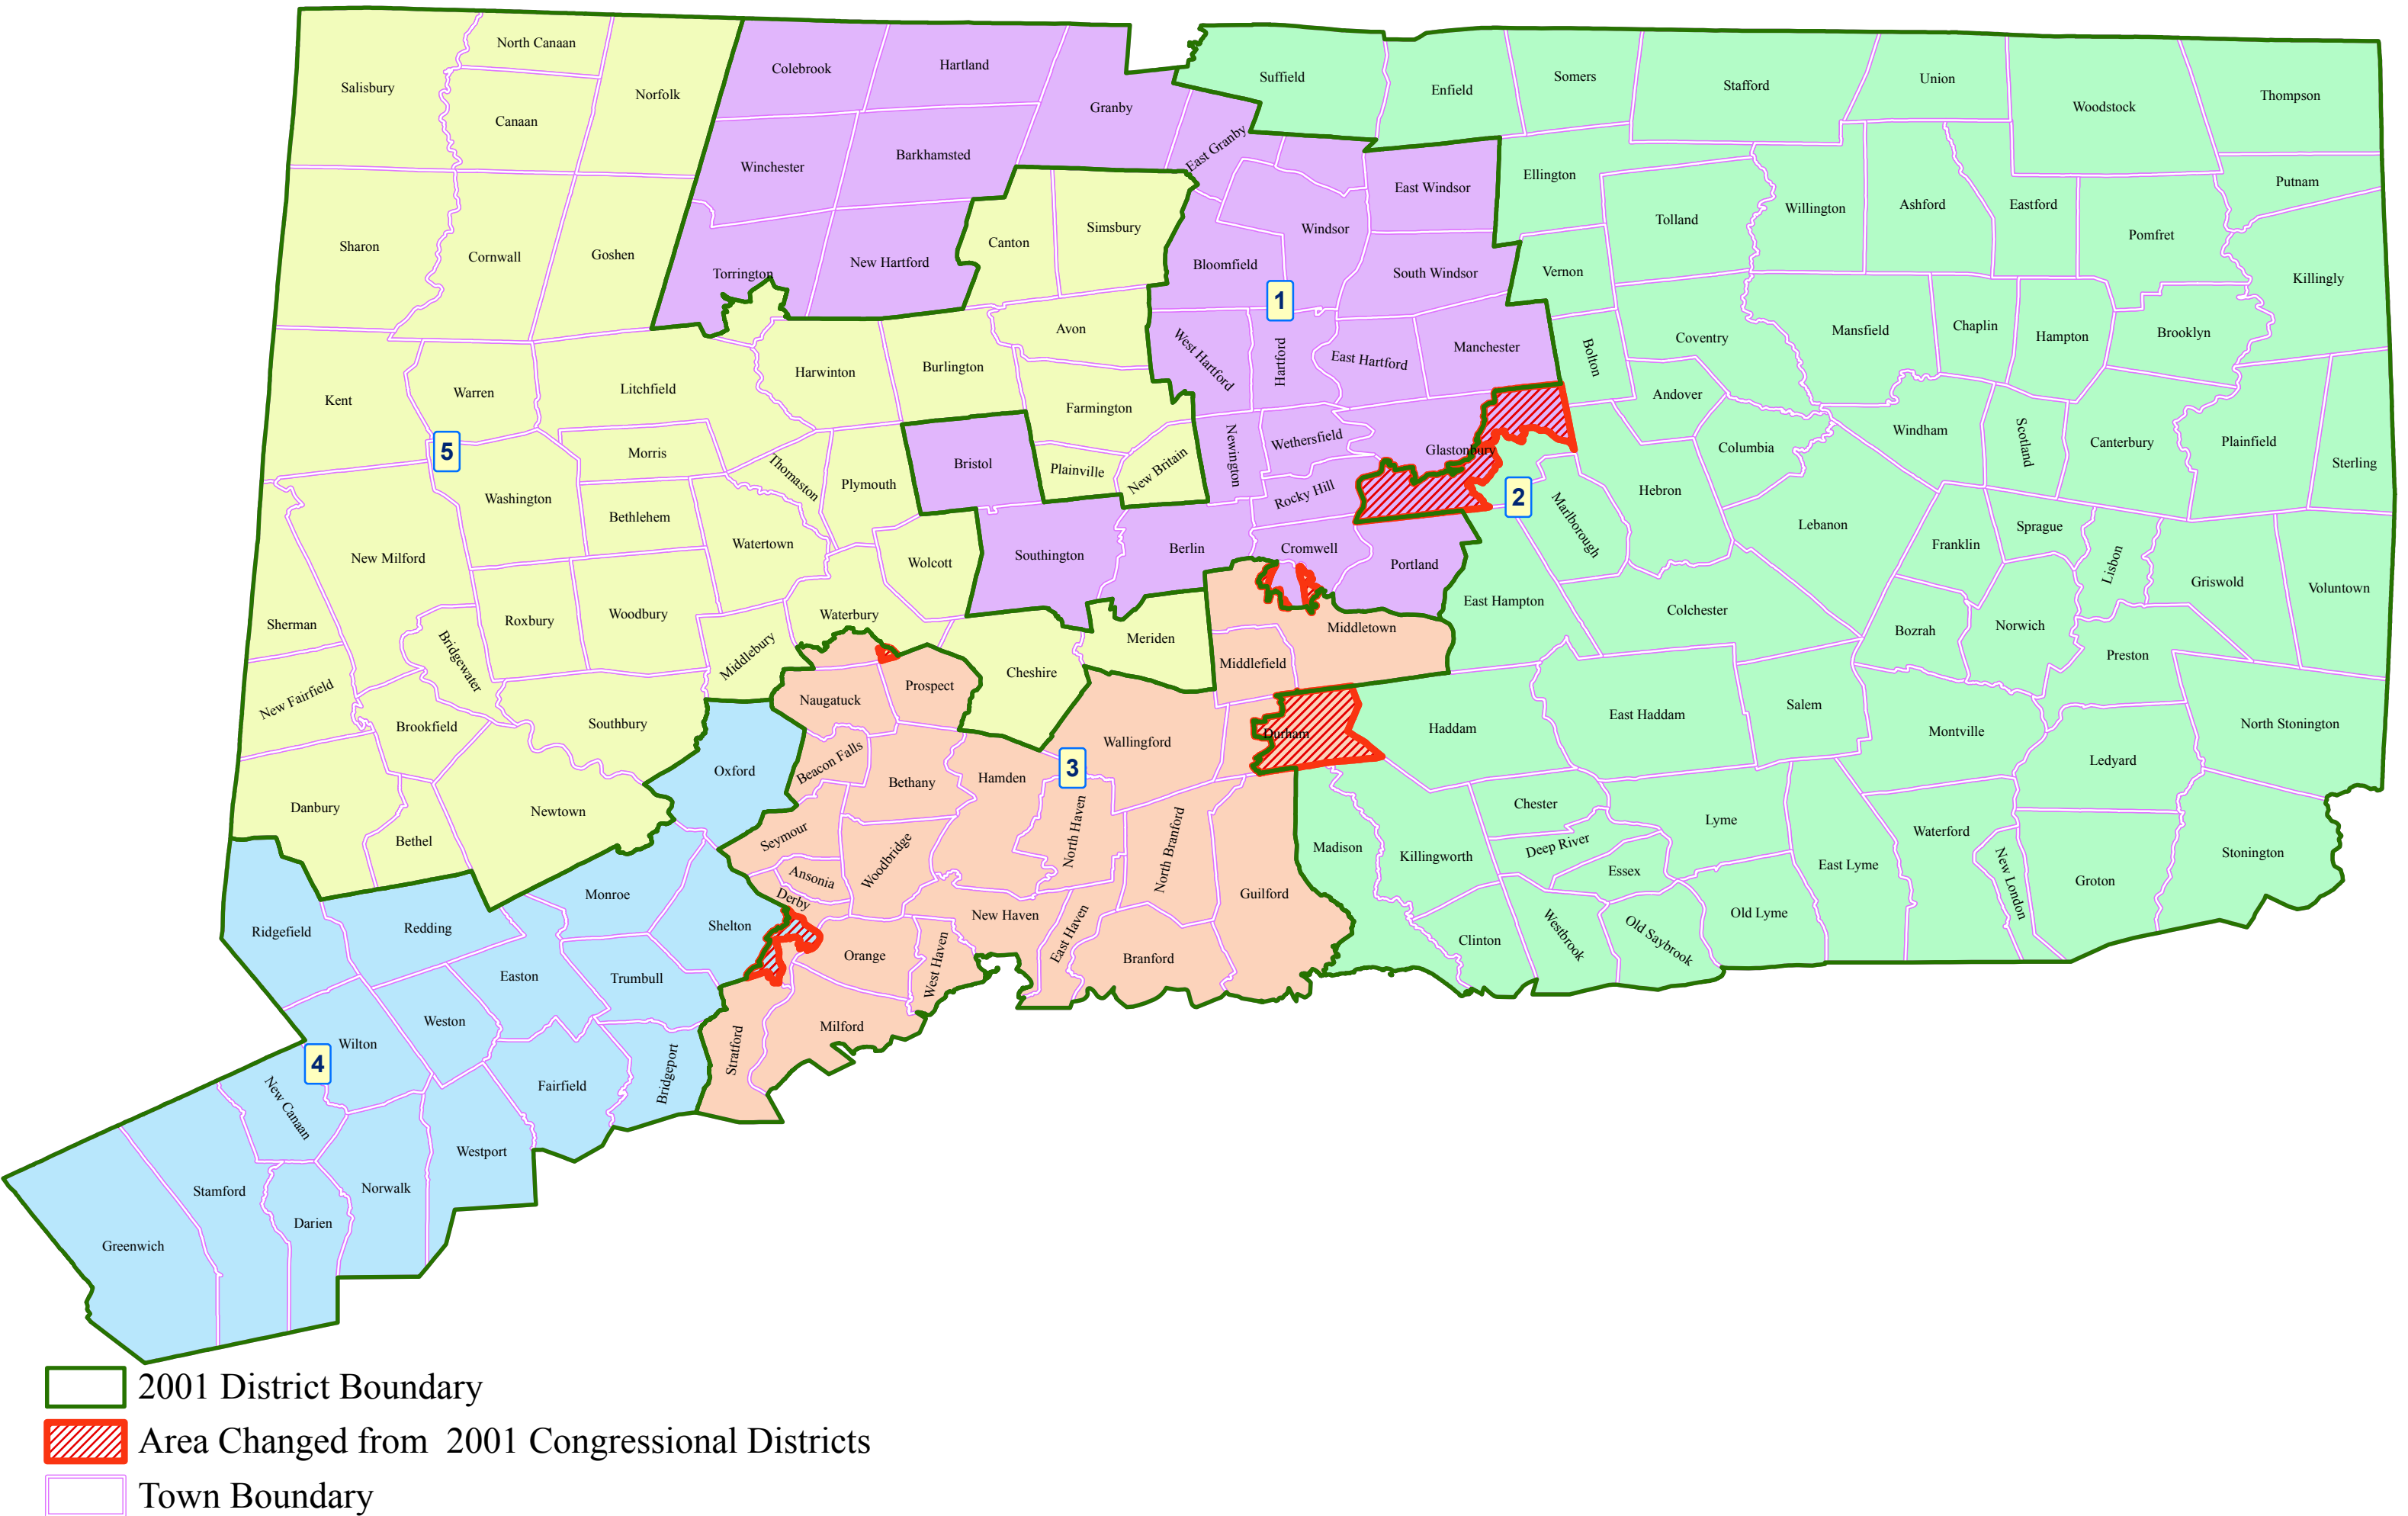 North Canaan
Salisbury
Norfolk
Canaan
Colebrook
Hartland
Granby
Suffield
Enfield
Somers
Stafford
Union
Woodstock
Thompson
Winchester
Barkhamsted
East Granby
East Windsor
Ellington
Tolland
Willington
Ashford
Eastford
Putnam
Pomfret
Sharon
Cornwall
Goshen
Torrington
New Hartford
Canton
Simsbury
Bloomfield
Windsor
South Windsor
Vernon
Killingly
1
Kent
Warren
Litchfield
Harwinton
Burlington
Avon
Farmington
West Hartford
Hartford
East Hartford
Manchester
Bolton
Coventry
Mansfield
Chaplin
Hampton
Brooklyn
Andover
5
Morris
Thomaston
Plymouth
Bristol
Plainville
New Britain
Newington
Wethersfield
Glastonbury
Rocky Hill
2
Marlborough
Hebron
Columbia
Windham
Scotland
Canterbury
Plainfield
Sterling
Washington
Bethlehem
Watertown
Wolcott
Southington
Berlin
Cromwell
Portland
East Hampton
Colchester
Lebanon
Franklin
Sprague
Lisbon
Griswold
Voluntown
New Milford
Sherman
Roxbury
Woodbury
Waterbury
Middlebury
Bridgewater
Cheshire
Meriden
Middlefield
Middletown
Bozrah
Norwich
Preston
New Fairfield
Brookfield
Southbury
Naugatuck
Prospect
Wallingford
Durham
Haddam
East Haddam
Salem
Montville
Ledyard
North Stonington
Danbury
Bethel
Newtown
Oxford
Beacon Falls
Bethany
Hamden
3
North Haven
North Branford
Guilford
Madison
Killingworth
Chester
Deep River
Essex
Lyme
East Lyme
Waterford
New London
Groton
Stonington
Seymour
Woodbridge
Ansonia
Derby
Ridgefield
Redding
Monroe
Shelton
Orange
West Haven
New Haven
East Haven
Branford
Clinton
Westbrook
Old Saybrook
Old Lyme
Easton
Trumbull
Weston
Wilton
4
New Canaan
Fairfield
Bridgeport
Stratford
Milford
Westport
Norwalk
Stamford
Darien
Greenwich
2001 District Boundary
Area Changed from 2001 Congressional Districts
Town Boundary